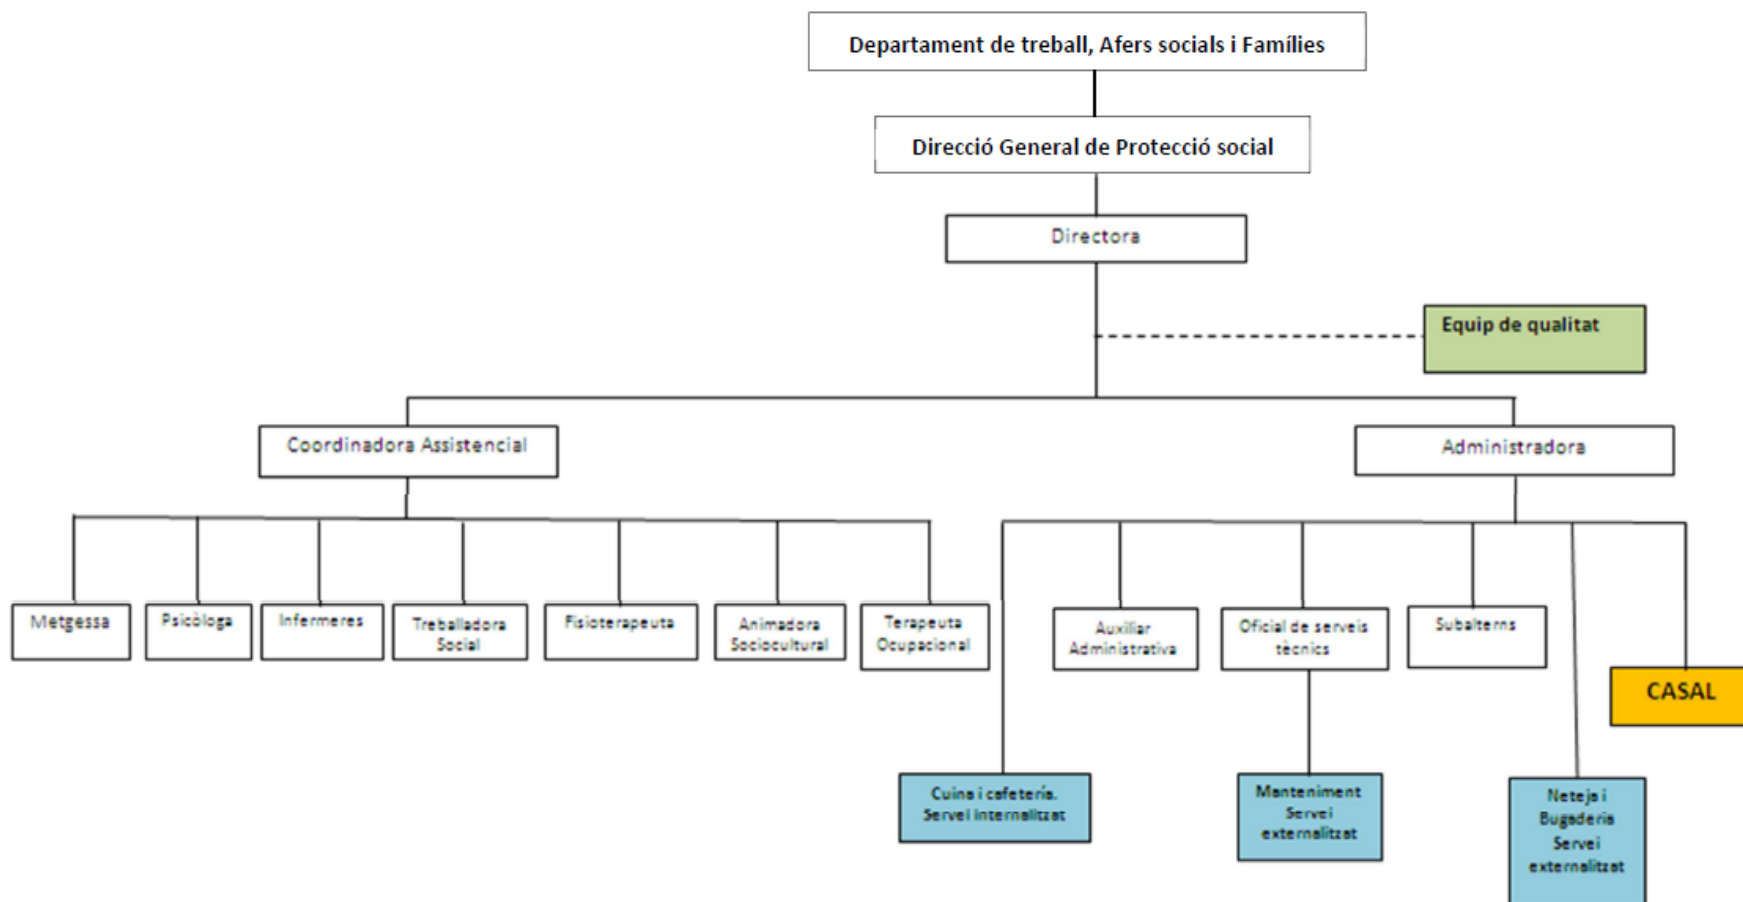 Departament de treball, Afers socials i Famílies
Direcció General de Protecció social
Directora
Equip de qualitat
Coordinadora Assistencial
Administradora
Metgessa
Psicòloga
Infermeres
Treballadora
Social
Fisioterapeuta
Animadora
Sociocultural
Terapeuta
Ocupacional
Auxiliar
Administrativa
Oficial de serveis
tècnics
Subalterns
CASAL
Cuina i cafeteria.
Servei internalitzat
Manteniment
Servei
externalitzat
Neteja i
Bugaderia
Servei
externalitzat